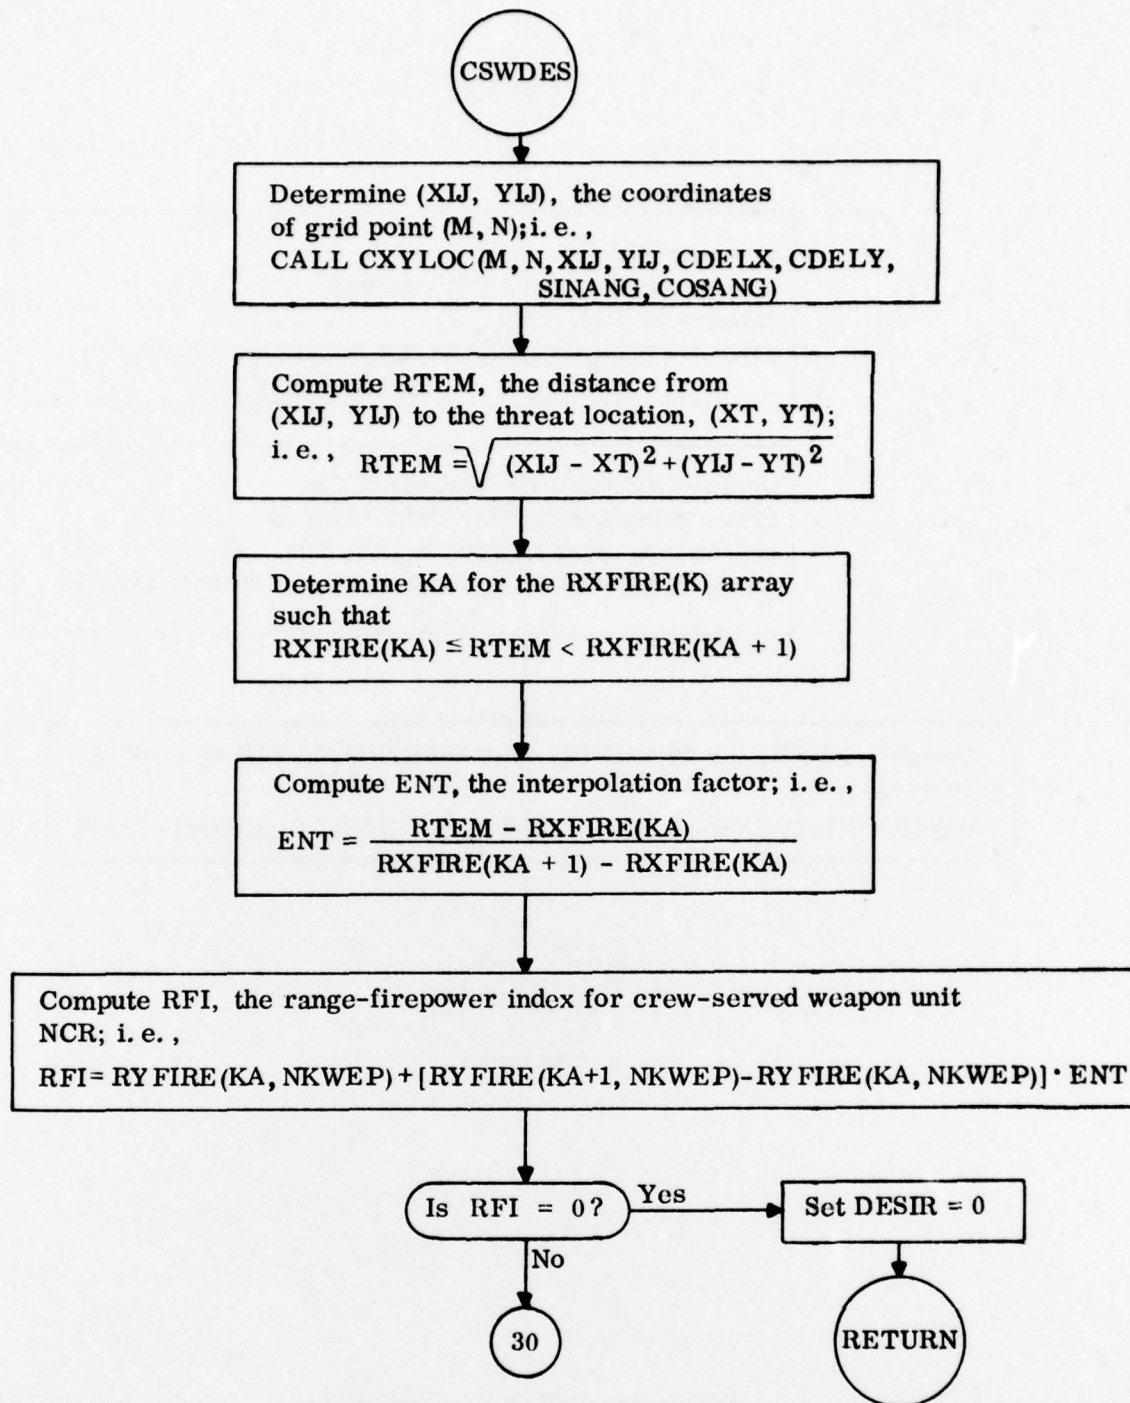 CSWDES
Determine (XIJ, YIJ), the coordinates
of grid point (M, N); i. e. ,
CALL CXYLOC(M, N, XIJ, YIJ, CDELX, CDELY,
SINANG, COSANG)
Compute RTEM, the distance from
(XIJ, YIJ) to the threat location, (XT, YT);
i. e. , RTEM = √ (XIJ - XT)² + (YIJ - YT)²
Determine KA for the RXFIRE(K) array
such that
RXFIRE(KA) ≤ RTEM < RXFIRE(KA + 1)
Compute ENT, the interpolation factor; i. e. ,
RTEM - RXFIRE(KA)
ENT =
RXFIRE(KA + 1) - RXFIRE(KA)
Compute RFI, the range-firepower index for crew-served weapon unit
NCR; i. e. ,
RFI= RYFIRE(KA, NKWEP) + [RYFIRE(KA+1, NKWEP)-RYFIRE(KA, NKWEP)] · ENT
Is RFI = 0?
Yes
Set DESIR = 0
No
30
RETURN